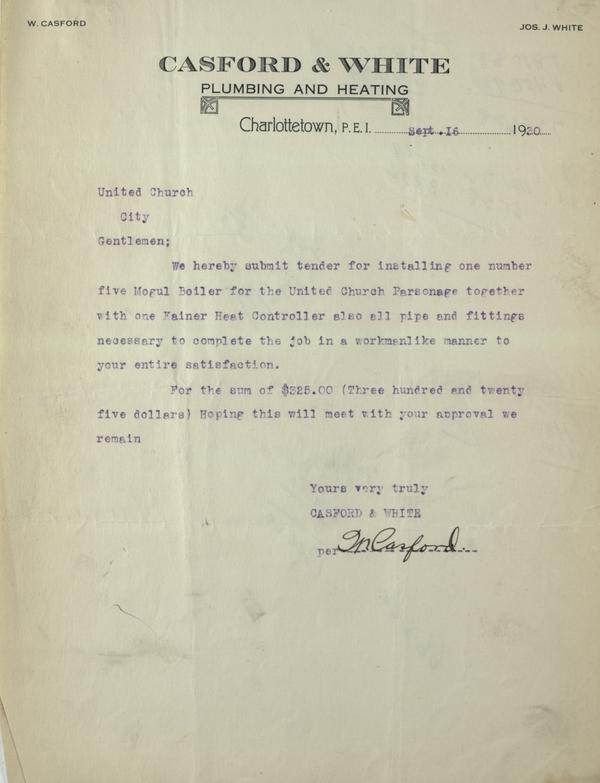 W. CASFORD
JOS. J. WHITE
CASFORD & WHITE
PLUMBING AND HEATING
Charlottetown, P.E.I. Sept.16 1930
United Church
City
Gentlemen;
We hereby submit tender for installing one number
five Mogul Boiler for the United Church Parsonage together
with one Kainer Heat Controller also all pipe and fittings
necessary to complete the job in a workmanlike manner to
your entire satisfaction.
For the sum of $325.00 (Three hundred and twenty
five dollars) Hoping this will meet with your approval we
remain
Yours very truly
CASFORD & WHITE
per W Casford